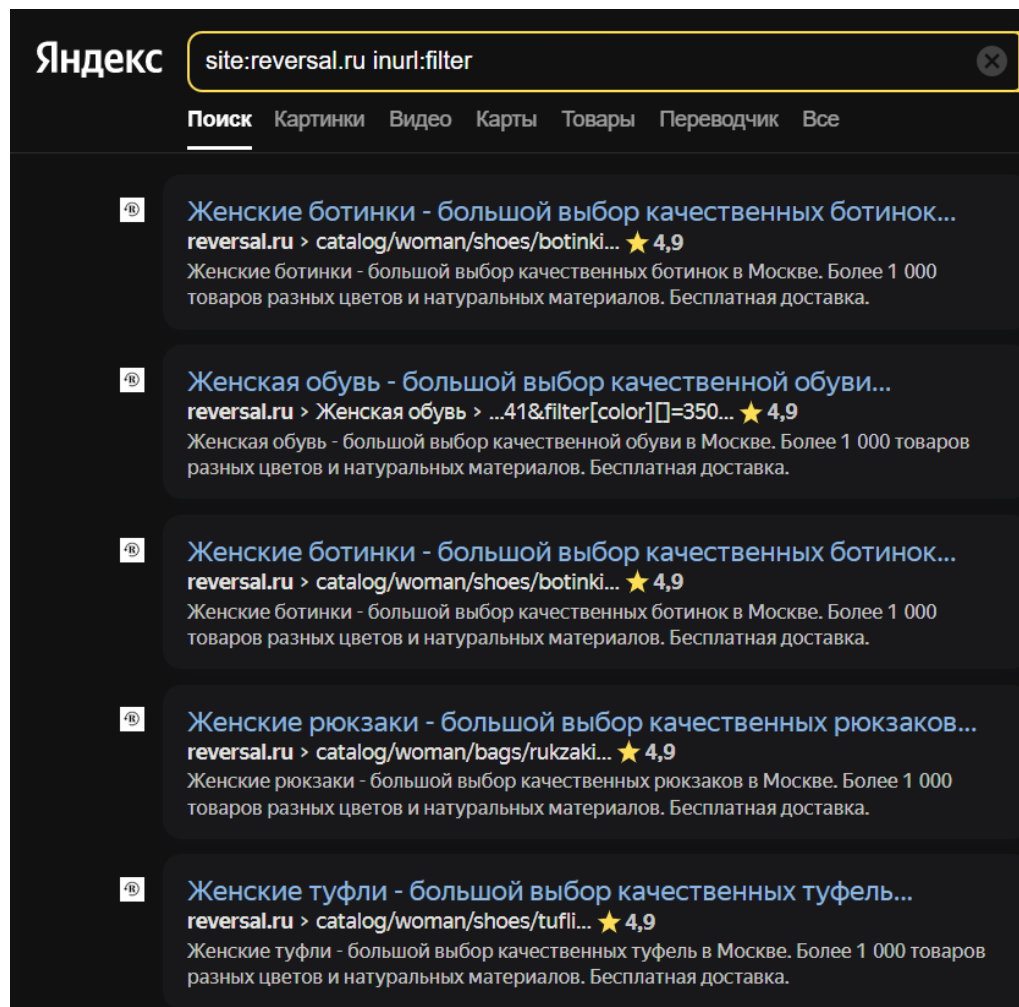 Яндекс
site:reversal.ru inurl:filter
Поиск Картинки Видео Карты Товары Переводчик Все
Женские ботинки - большой выбор качественных ботинок...
reversal.ru › catalog/woman/shoes/botinki... 4,9
Женские ботинки - большой выбор качественных ботинок в Москве. Более 1 000
товаров разных цветов и натуральных материалов. Бесплатная доставка.
Женская обувь - большой выбор качественной обуви...
reversal.ru › Женская обувь › ...41&filter[color][]=350... 4,9
Женская обувь - большой выбор качественной обуви в Москве. Более 1 000 товаров
разных цветов и натуральных материалов. Бесплатная доставка.
Женские ботинки - большой выбор качественных ботинок...
reversal.ru › catalog/woman/shoes/botinki... 4,9
Женские ботинки - большой выбор качественных ботинок в Москве. Более 1 000
товаров разных цветов и натуральных материалов. Бесплатная доставка.
Женские рюкзаки - большой выбор качественных рюкзаков...
reversal.ru › catalog/woman/bags/rukzaki... 4,9
Женские рюкзаки - большой выбор качественных рюкзаков в Москве. Более 1 000
товаров разных цветов и натуральных материалов. Бесплатная доставка.
Женские туфли - большой выбор качественных туфель...
reversal.ru › catalog/woman/shoes/tufli... 4,9
Женские туфли - большой выбор качественных туфель в Москве. Более 1 000 товаров
разных цветов и натуральных материалов. Бесплатная доставка.